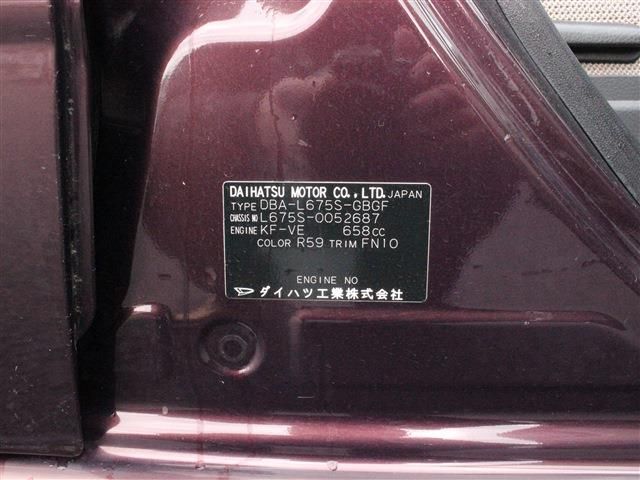 DAIHATSU MOTOR CO., LTD. JAPAN
TYPE DBA-L675S-GBGF
CHASSIS NO L675S-0052687
ENGINE KF-VE 658CC
COLOR R59 TRIM FN10
ENGINE NO
ダイハツ工業株式会社